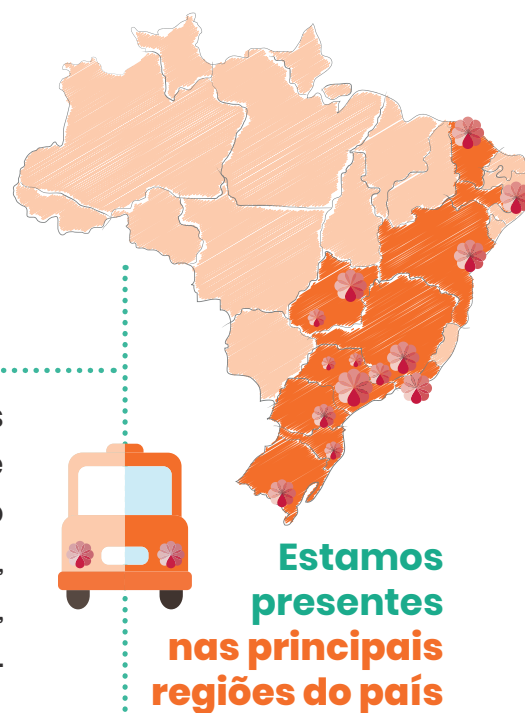 s
e
o
,
,
.
Estamos
presentes
nas principais
regiões do país